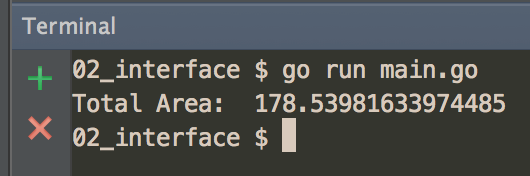 Terminal
02_interface $ go run main.go
Total Area:  178.53981633974485
02_interface $